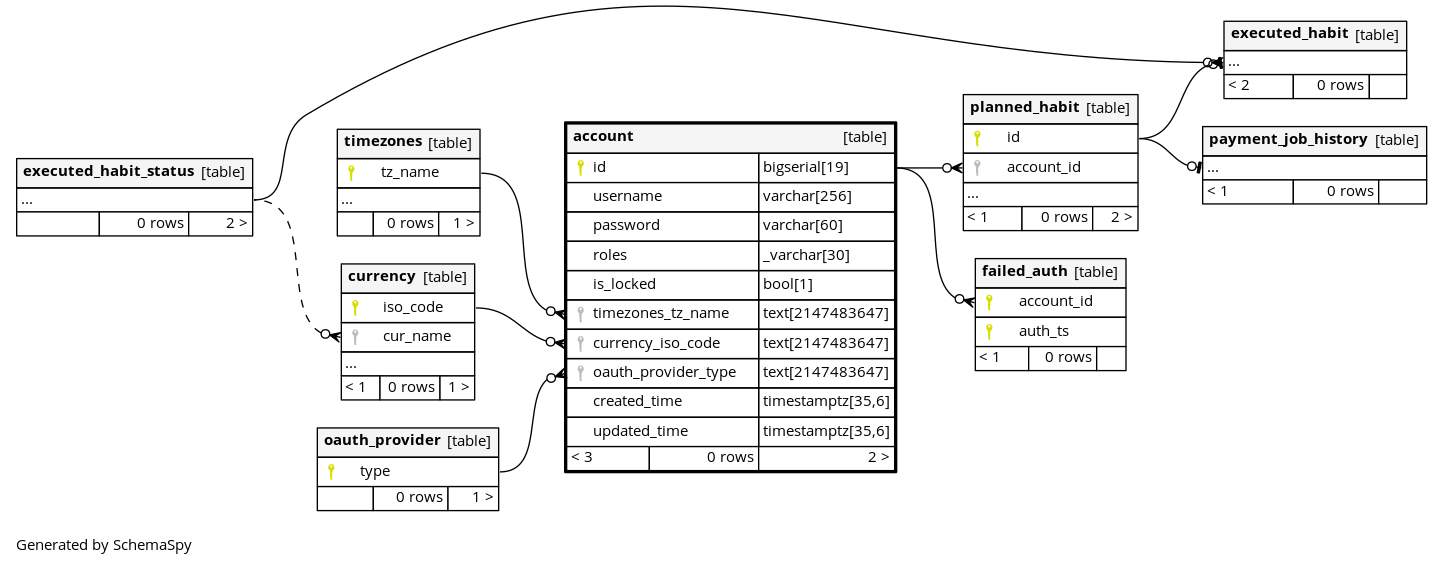 executed_habit_status [table]
...
0 rows 2 >
timezones [table]
tz_name
...
0 rows 1 >
currency [table]
iso_code
cur_name
...
< 1 0 rows 1 >
oauth_provider [table]
type
0 rows 1 >
account [table]
id bigserial[19]
username varchar[256]
password varchar[60]
roles _varchar[30]
is_locked bool[1]
timezones_tz_name text[2147483647]
currency_iso_code text[2147483647]
oauth_provider_type text[2147483647]
created_time timestamptz[35,6]
updated_time timestamptz[35,6]
< 3 0 rows 2 >
planned_habit [table]
id
account_id
...
< 1 0 rows 2 >
failed_auth [table]
account_id
auth_ts
< 1 0 rows
executed_habit [table]
...
< 2 0 rows
payment_job_history [table]
...
< 1 0 rows
Generated by SchemaSpy